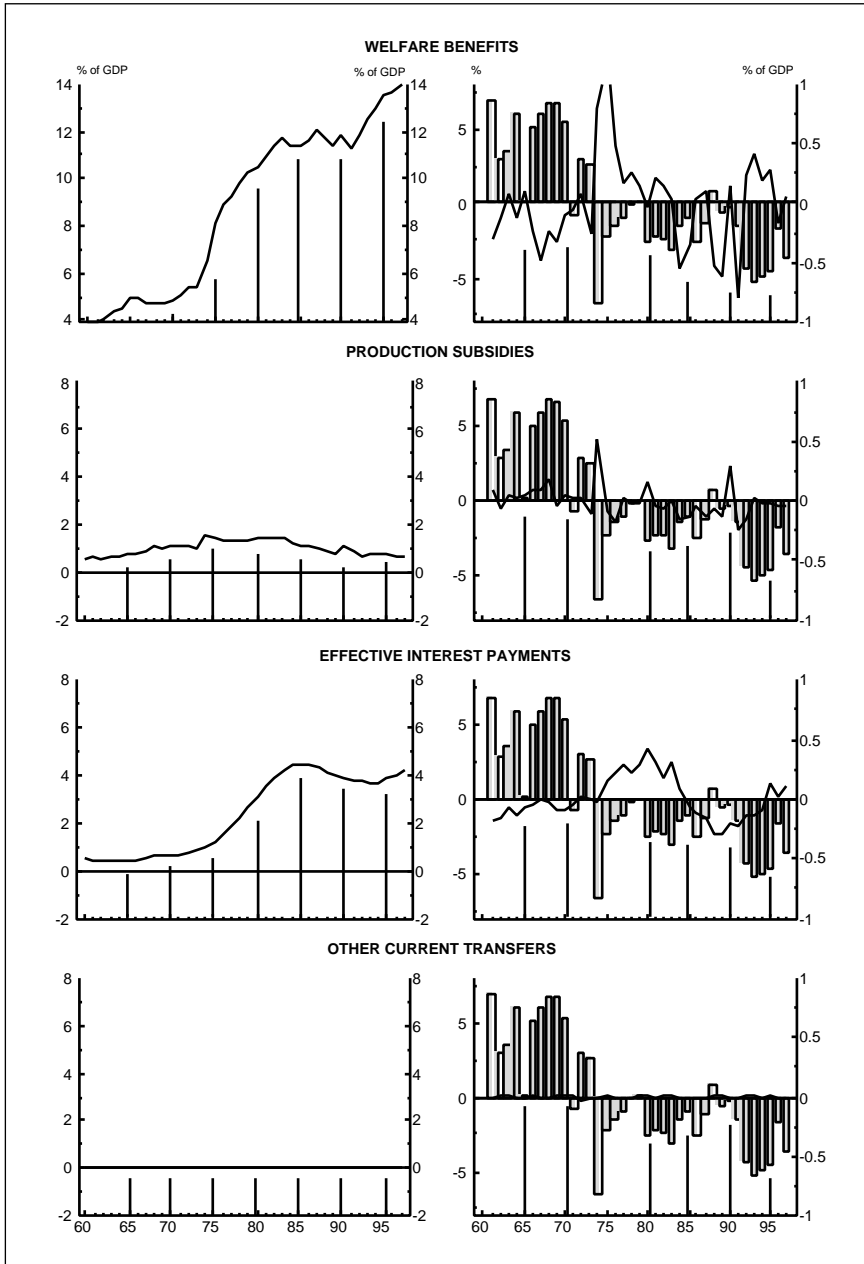 WELFARE BENEFITS
% of GDP % of GDP % % of GDP
14 14 1
12 12 5 0.5
10 10
8 8 0 0
6 6 -5 -0.5
4 4 -1
PRODUCTION SUBSIDIES
8 8 1
6 6 5 0.5
4 4
2 2 0 0
0 0 -5 -0.5
-2 -2 -1
EFFECTIVE INTEREST PAYMENTS
8 8 1
6 6 5 0.5
4 4
2 2 0 0
0 0 -5 -0.5
-2 -2 -1
OTHER CURRENT TRANSFERS
8 8 1
6 6 5 0.5
4 4
2 2 0 0
0 0 -5 -0.5
-2 -2 -1
60 65 70 75 80 85 90 95 60 65 70 75 80 85 90 95